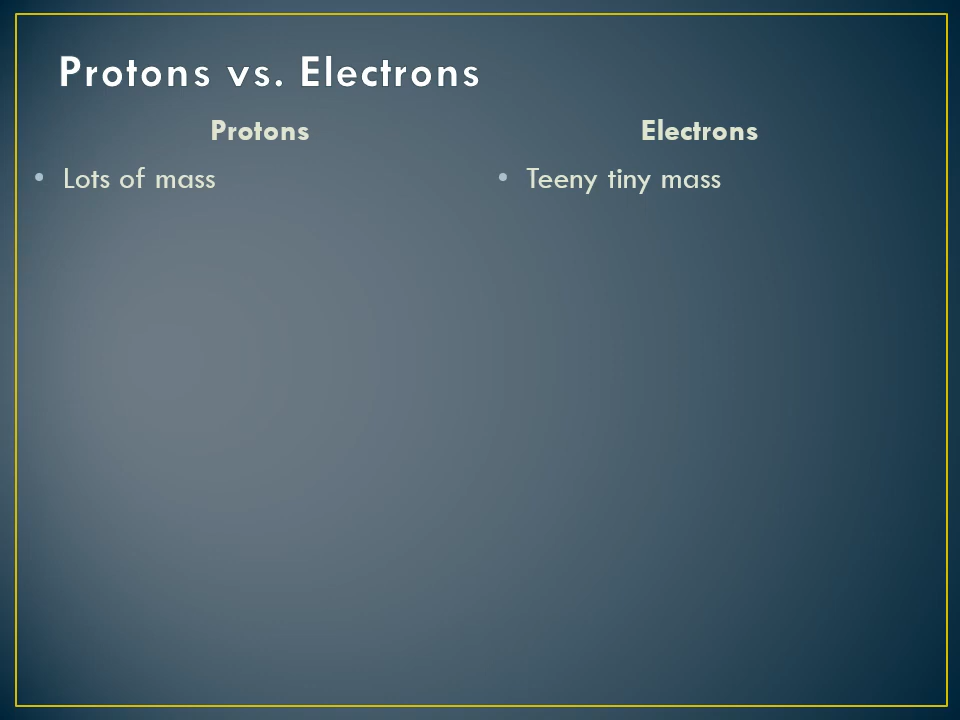 Protons vs. Electrons
Protons
• Lots of mass
Electrons
• Teeny tiny mass